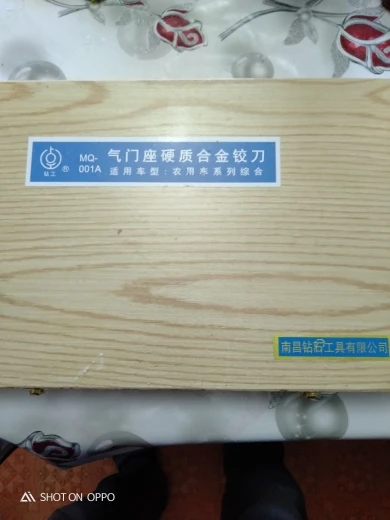 MQ-001A
气门座硬质合金铰刀
适用车型：农用车系列综合
钻工 ®
南昌钻石工具有限公司
SHOT ON OPPO